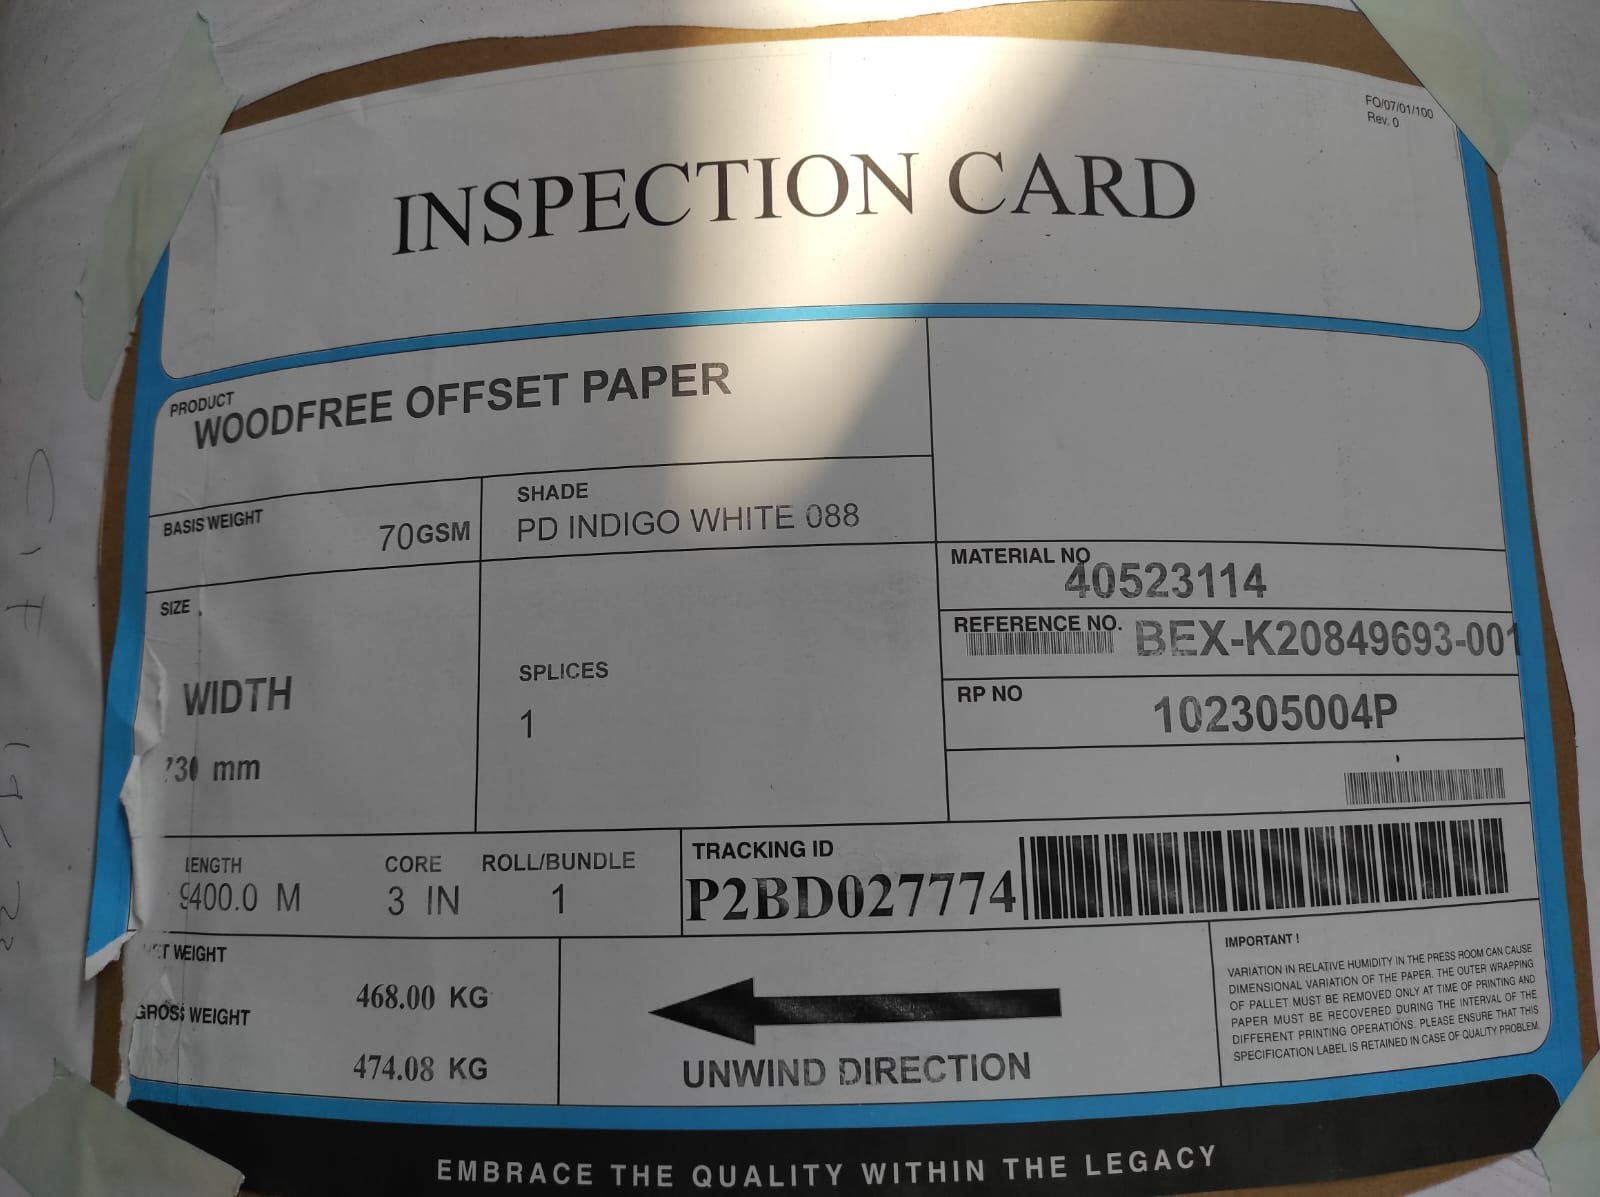 FO/07/01/100
Rev. 0
INSPECTION CARD
PRODUCT
WOODFREE OFFSET PAPER
BASIS WEIGHT
70GSM
SHADE
PD INDIGO WHITE 088
MATERIAL NO
40523114
REFERENCE NO.
BEX-K20849693-001
RP NO
102305004P
SIZE
WIDTH
mm
SPLICES
1
LENGTH
9400.0 M
CORE
3 IN
ROLL/BUNDLE
1
TRACKING ID
P2BD027774
WEIGHT
468.00 KG
GROSS WEIGHT
474.08 KG
UNWIND DIRECTION
IMPORTANT !
VARIATION IN RELATIVE HUMIDITY IN THE PRESS ROOM CAN CAUSE
DIMENSIONAL VARIATION OF THE PAPER. THE OUTER WRAPPING
OF PALLET MUST BE REMOVED ONLY AT TIME OF PRINTING AND
PAPER MUST BE RECOVERED DURING THE INTERVAL OF THE
DIFFERENT PRINTING OPERATIONS. PLEASE ENSURE THAT THIS
SPECIFICATION LABEL IS RETAINED IN CASE OF QUALITY PROBLEM.
EMBRACE THE QUALITY WITHIN THE LEGACY